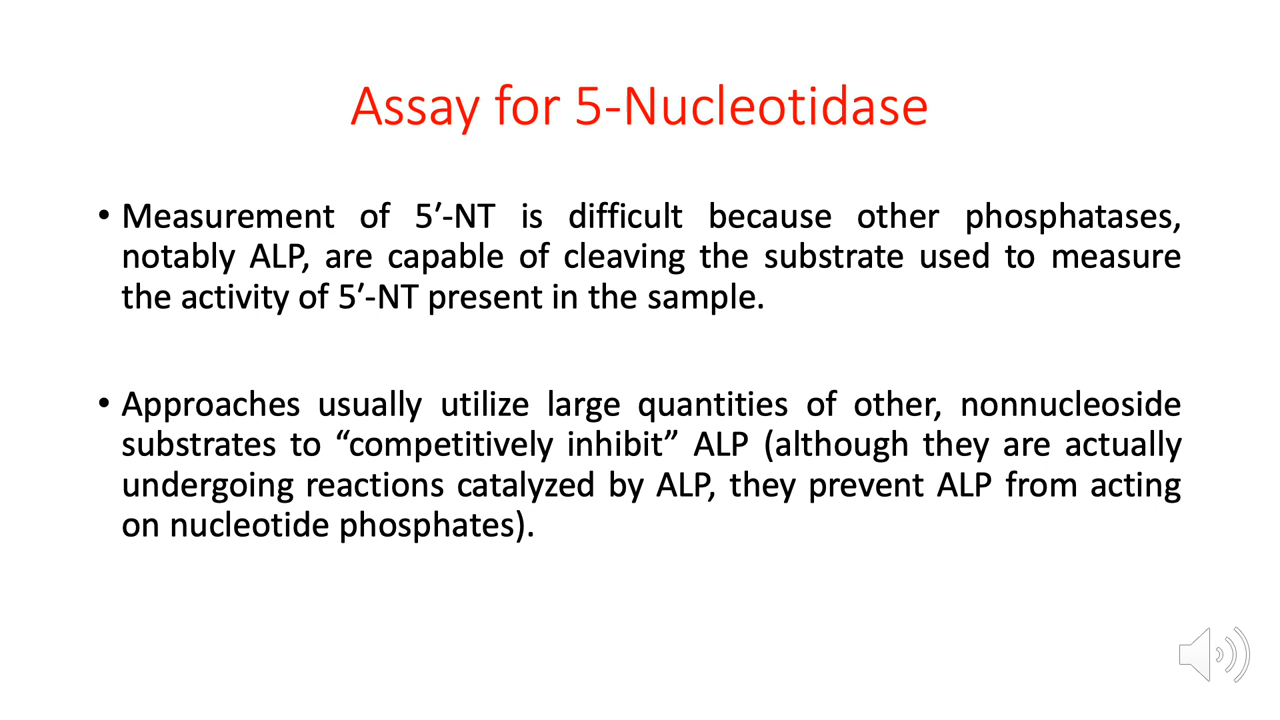 Assay for 5-Nucleotidase
• Measurement of 5′-NT is difficult because other phosphatases,
notably ALP, are capable of cleaving the substrate used to measure
the activity of 5′-NT present in the sample.
• Approaches usually utilize large quantities of other, nonnucleoside
substrates to “competitively inhibit” ALP (although they are actually
undergoing reactions catalyzed by ALP, they prevent ALP from acting
on nucleotide phosphates).